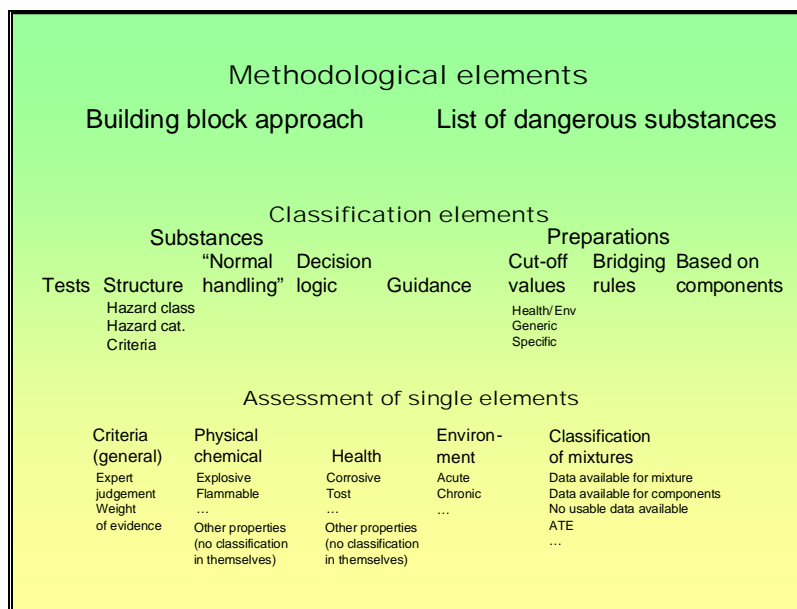 Methodological elements
Building block approach
List of dangerous substances
Classification elements
Substances
Preparations
Tests
Structure
Hazard class
Hazard cat.
Criteria
“Normal
handling”
Decision
logic
Guidance
Cut-off
values
Health/Env
Generic
Specific
Bridging
rules
Based on
components
Assessment of single elements
Criteria
(general)
Expert
judgement
Weight
of evidence
Physical
chemical
Explosive
Flammable
…
Other properties
(no classification
in themselves)
Health
Corrosive
Tost
…
Other properties
(no classification
in themselves)
Environ-
ment
Acute
Chronic
…
Classification
of mixtures
Data available for mixture
Data available for components
No usable data available
ATE
…